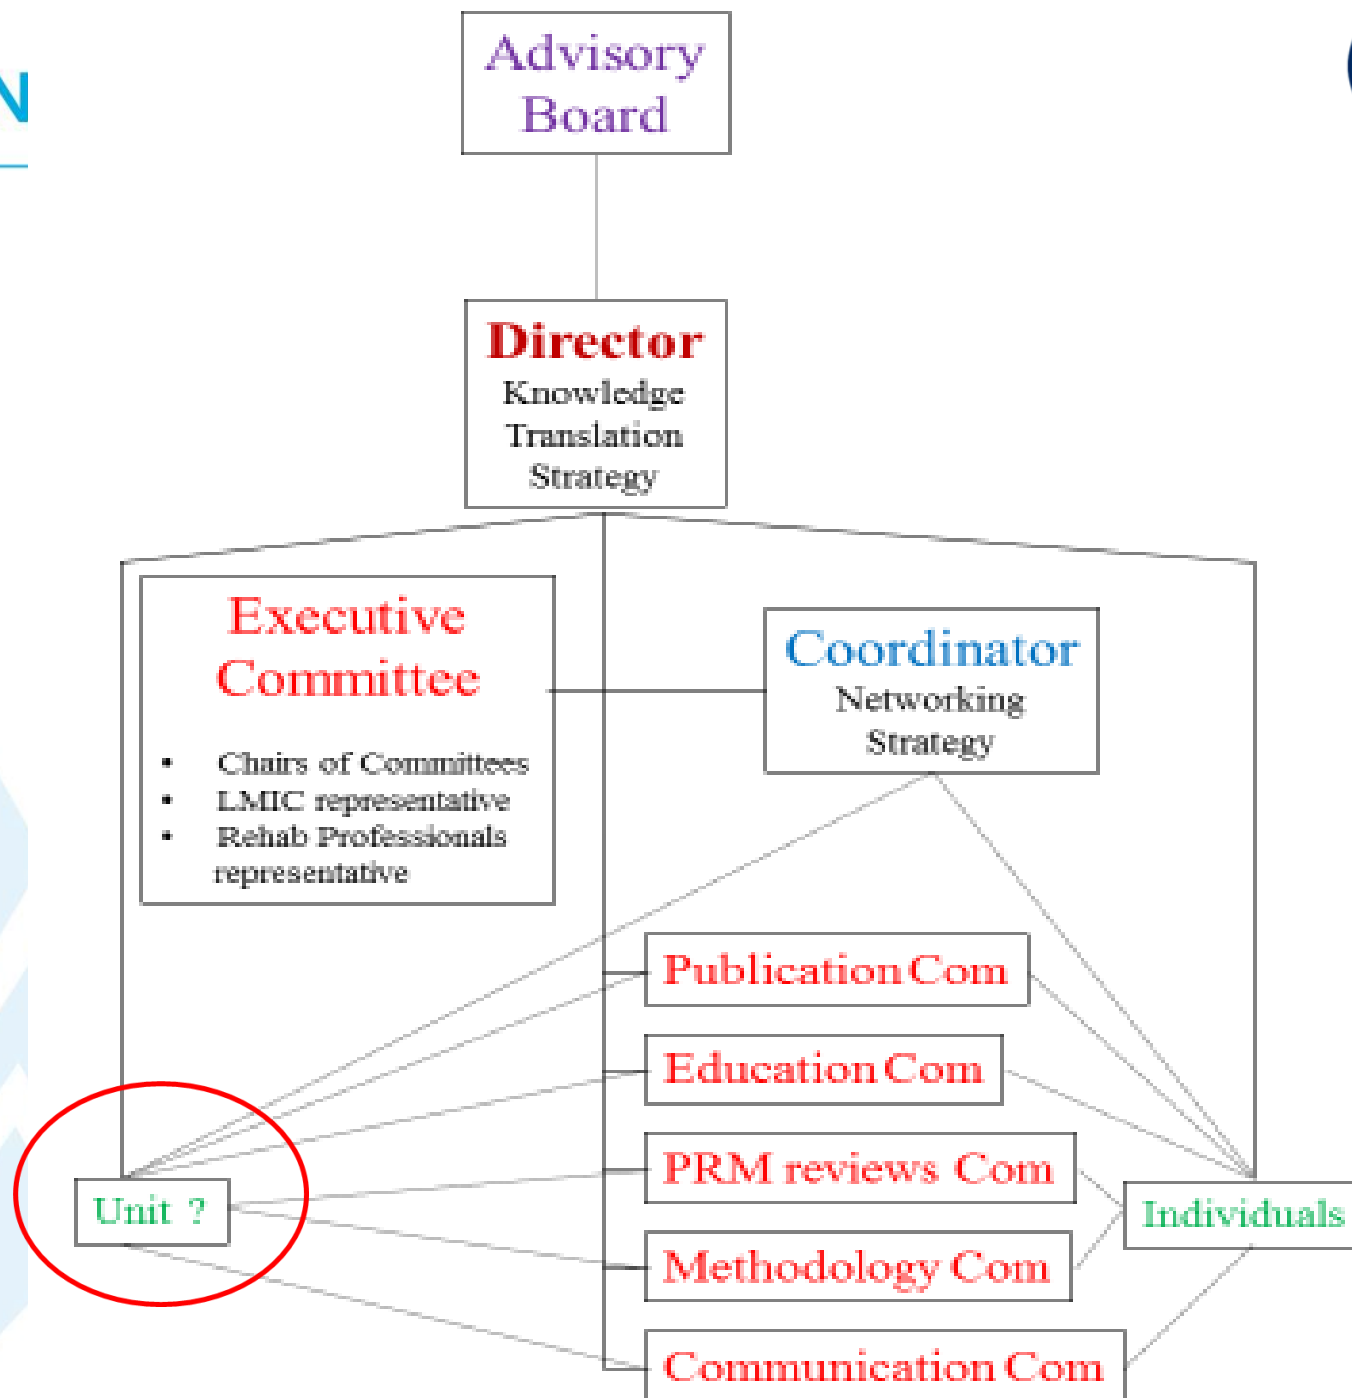 N
Advisory
Board
Director
Knowledge
Translation
Strategy
Executive
Committee
• Chairs of Committees
• LMIC representative
• Rehab Professionals
representative
Coordinator
Networking
Strategy
Publication Com
Education Com
PRM reviews Com
Methodology Com
Communication Com
Unit ?
Individuals